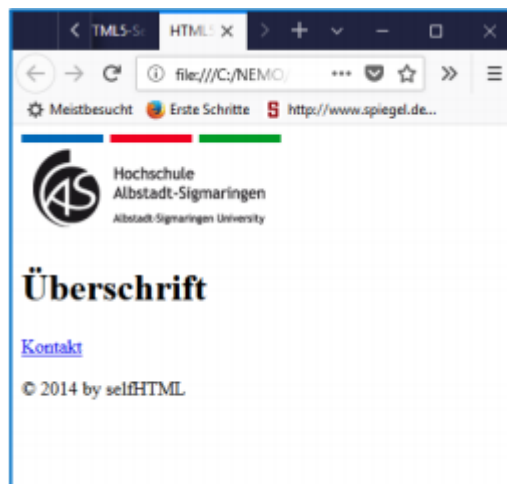 TML5-Se
HTML5
file:///C:/NEMO/
Meistbesucht Erste Schritte http://www.spiegel.de...
Hochschule
Albstadt-Sigmaringen
Albstadt-Sigmaringen University
Überschrift
Kontakt
© 2014 by selfHTML